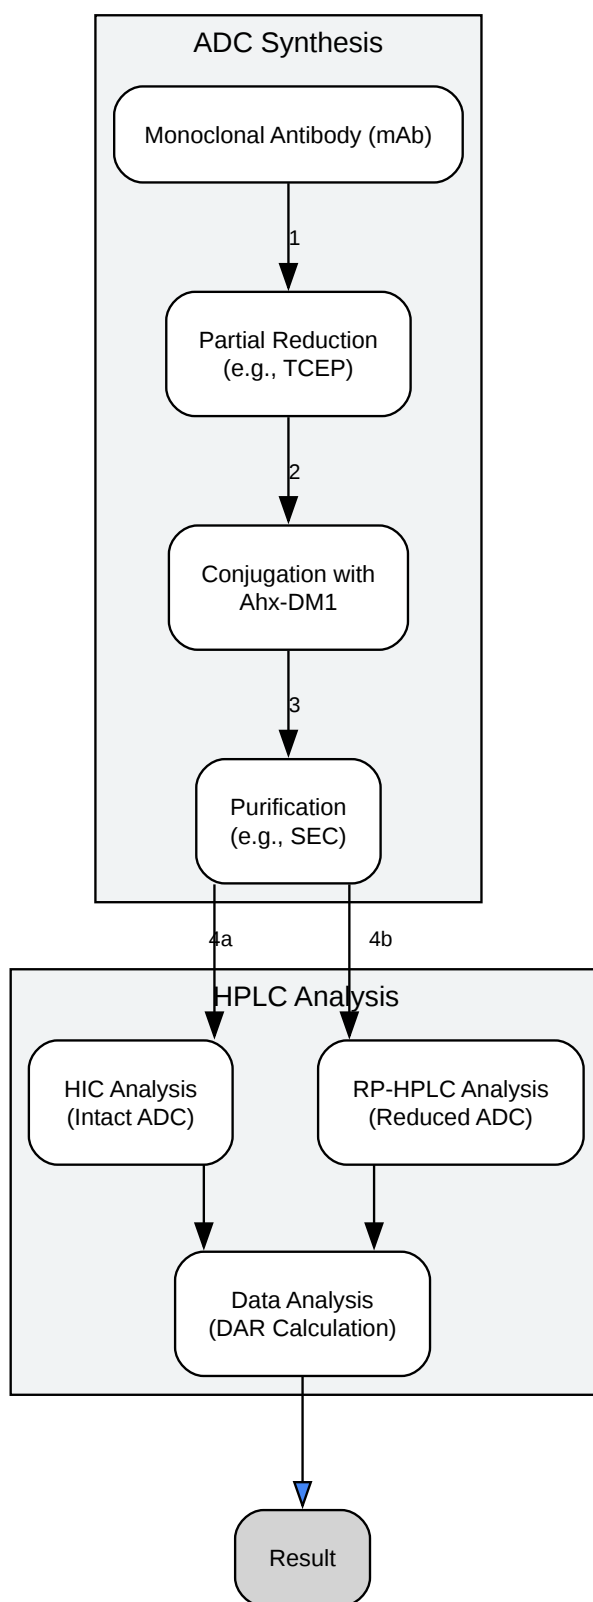 ADC Synthesis
Monoclonal Antibody (mAb)
1
Partial Reduction
(e.g., TCEP)
2
Conjugation with
Ahx-DM1
3
Purification
(e.g., SEC)
4a
4b
HPLC Analysis
HIC Analysis
(Intact ADC)
RP-HPLC Analysis
(Reduced ADC)
Data Analysis
(DAR Calculation)
Result